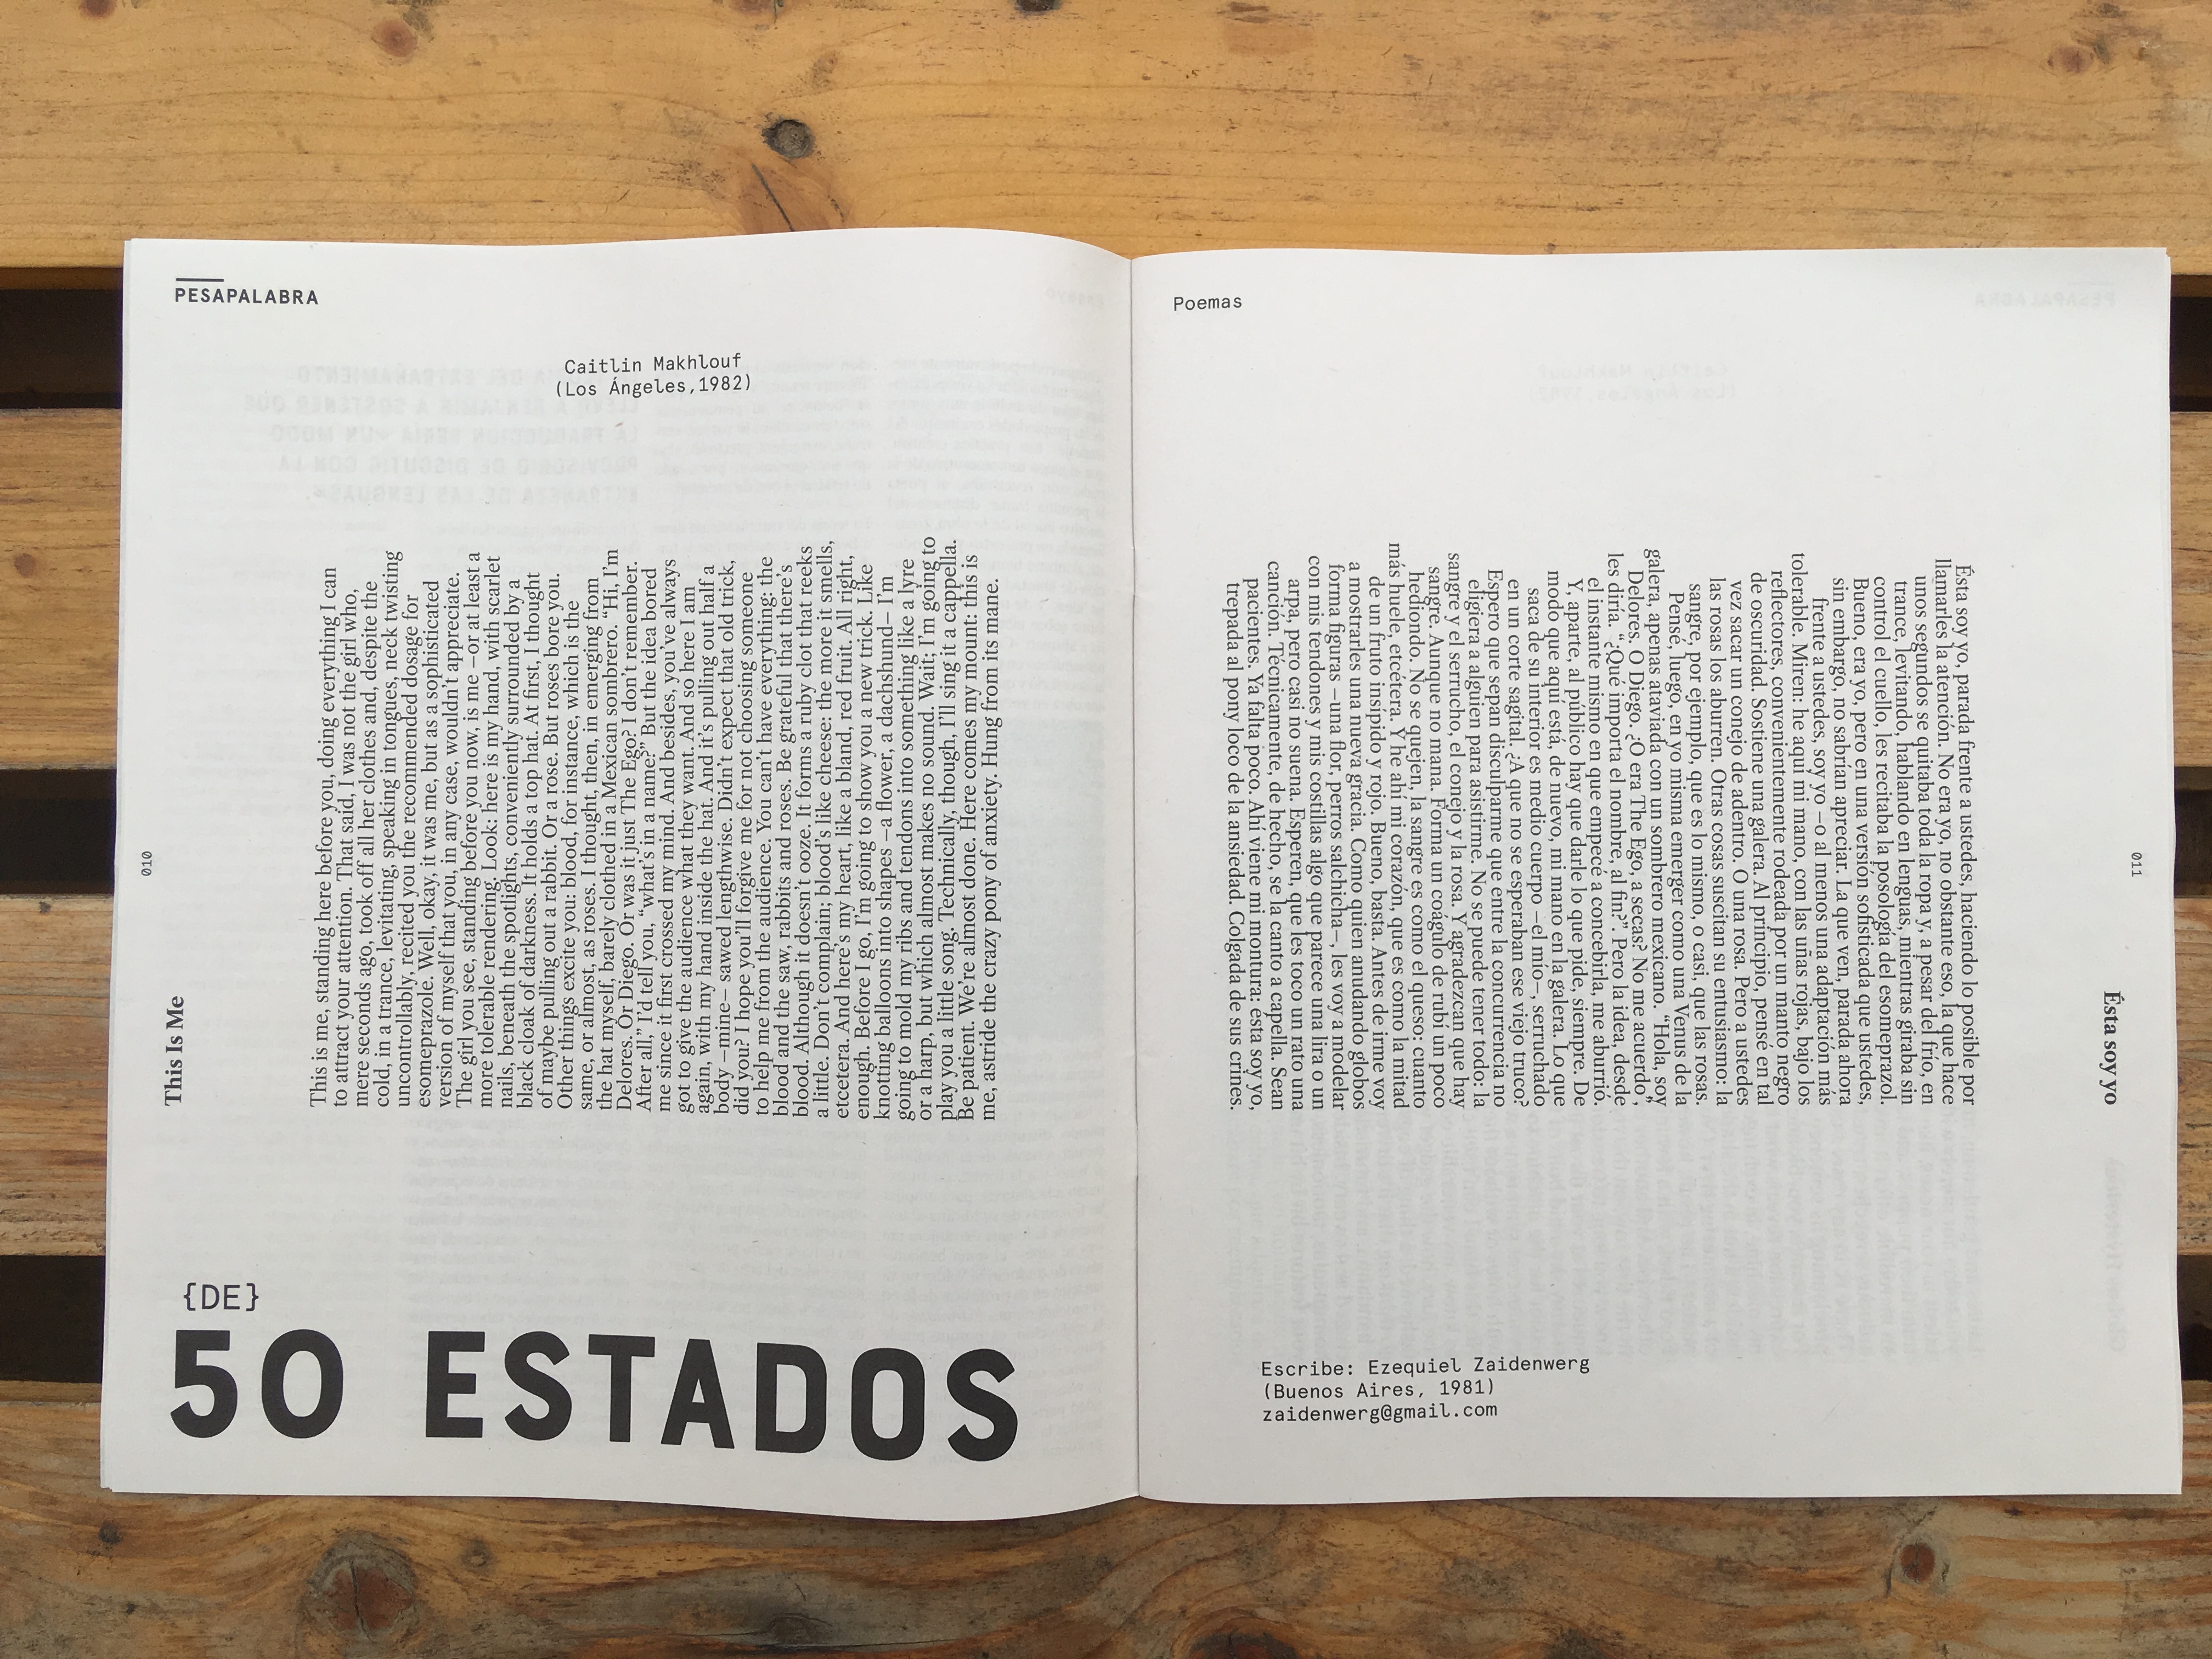 PESAPALABRA
Caitlin Makhlouf
(Los Ángeles,1982)
010
This Is Me
This is me, standing here before you, doing everything I can
to attract your attention. That said, I was not the girl who,
mere seconds ago, took off all her clothes and, despite the
cold, in a trance, levitating, speaking in tongues, neck twisting
uncontrollably, recited you the recommended dosage for
esomeprazole. Well, okay, it was me, but as a sophisticated
version of myself that you, in any case, wouldn't appreciate.
The girl you see, standing before you now, is me –or at least a
more tolerable rendering. Look: here is my hand, with scarlet
nails, beneath the spotlights, conveniently surrounded by a
black cloak of darkness. It holds a top hat. At first, I thought
of maybe pulling out a rabbit. Or a rose. But roses bore you.
Other things excite you: blood, for instance, which is the
same, or almost, as roses. I thought, then, in emerging from
the hat myself, barely clothed in a Mexican sombrero. “Hi, I'm
Delores. Or Diego. Or was it just The Ego? I don't remember.
After all,” I'd tell you, “what's in a name?” But the idea bored
me since it first crossed my mind. And besides, you've always
got to give the audience what they want. And so here I am
again, with my hand inside the hat. And it's pulling out half a
body –mine– sawed lengthwise. Didn't expect that old trick,
did you? I hope you'll forgive me for not choosing someone
to help me from the audience. You can't have everything: the
blood and the saw, rabbits and roses. Be grateful that there's
blood. Although it doesn't ooze. It forms a ruby clot that reeks
a little. Don't complain; blood's like cheese: the more it smells,
etcetera. And here's my heart, like a bland, red fruit. All right,
enough. Before I go, I'm going to show you a new trick. Like
knotting balloons into shapes –a flower, a dachshund– I'm
going to mold my ribs and tendons into something like a lyre
or a harp, but which almost makes no sound. Wait; I'm going to
play you a little song. Technically, though, I'll sing it a cappella.
Be patient. We're almost done. Here comes my mount: this is
me, astride the crazy pony of anxiety. Hung from its mane.
{DE}
50 ESTADOS
Poemas
011
Ésta soy yo
Ésta soy yo, parada frente a ustedes, haciendo lo posible por
llamarles la atención. No era yo, no obstante eso, la que hace
unos segundos se quitaba toda la ropa y, a pesar del frío, en
trance, levitando, hablando en lenguas, mientras giraba sin
control el cuello, les recitaba la posología del esomeprazol.
Bueno, era yo, pero en una versión sofisticada que ustedes,
sin embargo, no sabrían apreciar. La que ven, parada ahora
frente a ustedes, soy yo –o al menos una adaptación más
tolerable. Miren: he aquí mi mano, con las uñas rojas, bajo los
reflectores, convenientemente rodeada por un manto negro
de oscuridad. Sostiene una galera. Al principio, pensé en tal
vez sacar un conejo de adentro. O una rosa. Pero a ustedes
las rosas los aburren. Otras cosas suscitan su entusiasmo: la
sangre, por ejemplo, que es lo mismo, o casi, que las rosas.
Pensé, luego, en yo misma emerger como una Venus de la
galera, apenas ataviada con un sombrero mexicano. “Hola, soy
Delores. O Diego. ¿O era The Ego, a secas? No me acuerdo”,
les diría. “¿Qué importa el nombre, al fin?”. Pero la idea, desde
el instante mismo en que empecé a concebirla, me aburrió.
Y, aparte, al público hay que darle lo que pide, siempre. De
modo que aquí está, de nuevo, mi mano en la galera. Lo que
saca de su interior es medio cuerpo –el mío–, serruchado
en un corte sagital. ¿A que no se esperaban ese viejo truco?
Espero que sepan disculparme que entre la concurrencia no
eligiera a alguien para asistirme. No se puede tener todo: la
sangre y el serrucho, el conejo y la rosa. Y agradezcan que hay
sangre. Aunque no mana. Forma un coágulo de rubí un poco
hediondo. No se quejen, la sangre es como el queso: cuanto
más huele, etcétera. Y he ahí mi corazón, que es como la mitad
de un fruto insípido y rojo. Bueno, basta. Antes de irme voy
a mostrarles una nueva gracia. Como quien anudando globos
forma figuras –una flor, perros salchicha–, les voy a modelar
con mis tendones y mis costillas algo que parece una lira o un
arpa, pero casi no suena. Esperen, que les toco un rato una
canción. Técnicamente, de hecho, se la canto a capella. Sean
pacientes. Ya falta poco. Ahí viene mi montura: esta soy yo,
trepada al pony loco de la ansiedad. Colgada de sus crines.
Escribe: Ezequiel Zaidenwerg
(Buenos Aires, 1981)
zaidenwerg@gmail.com